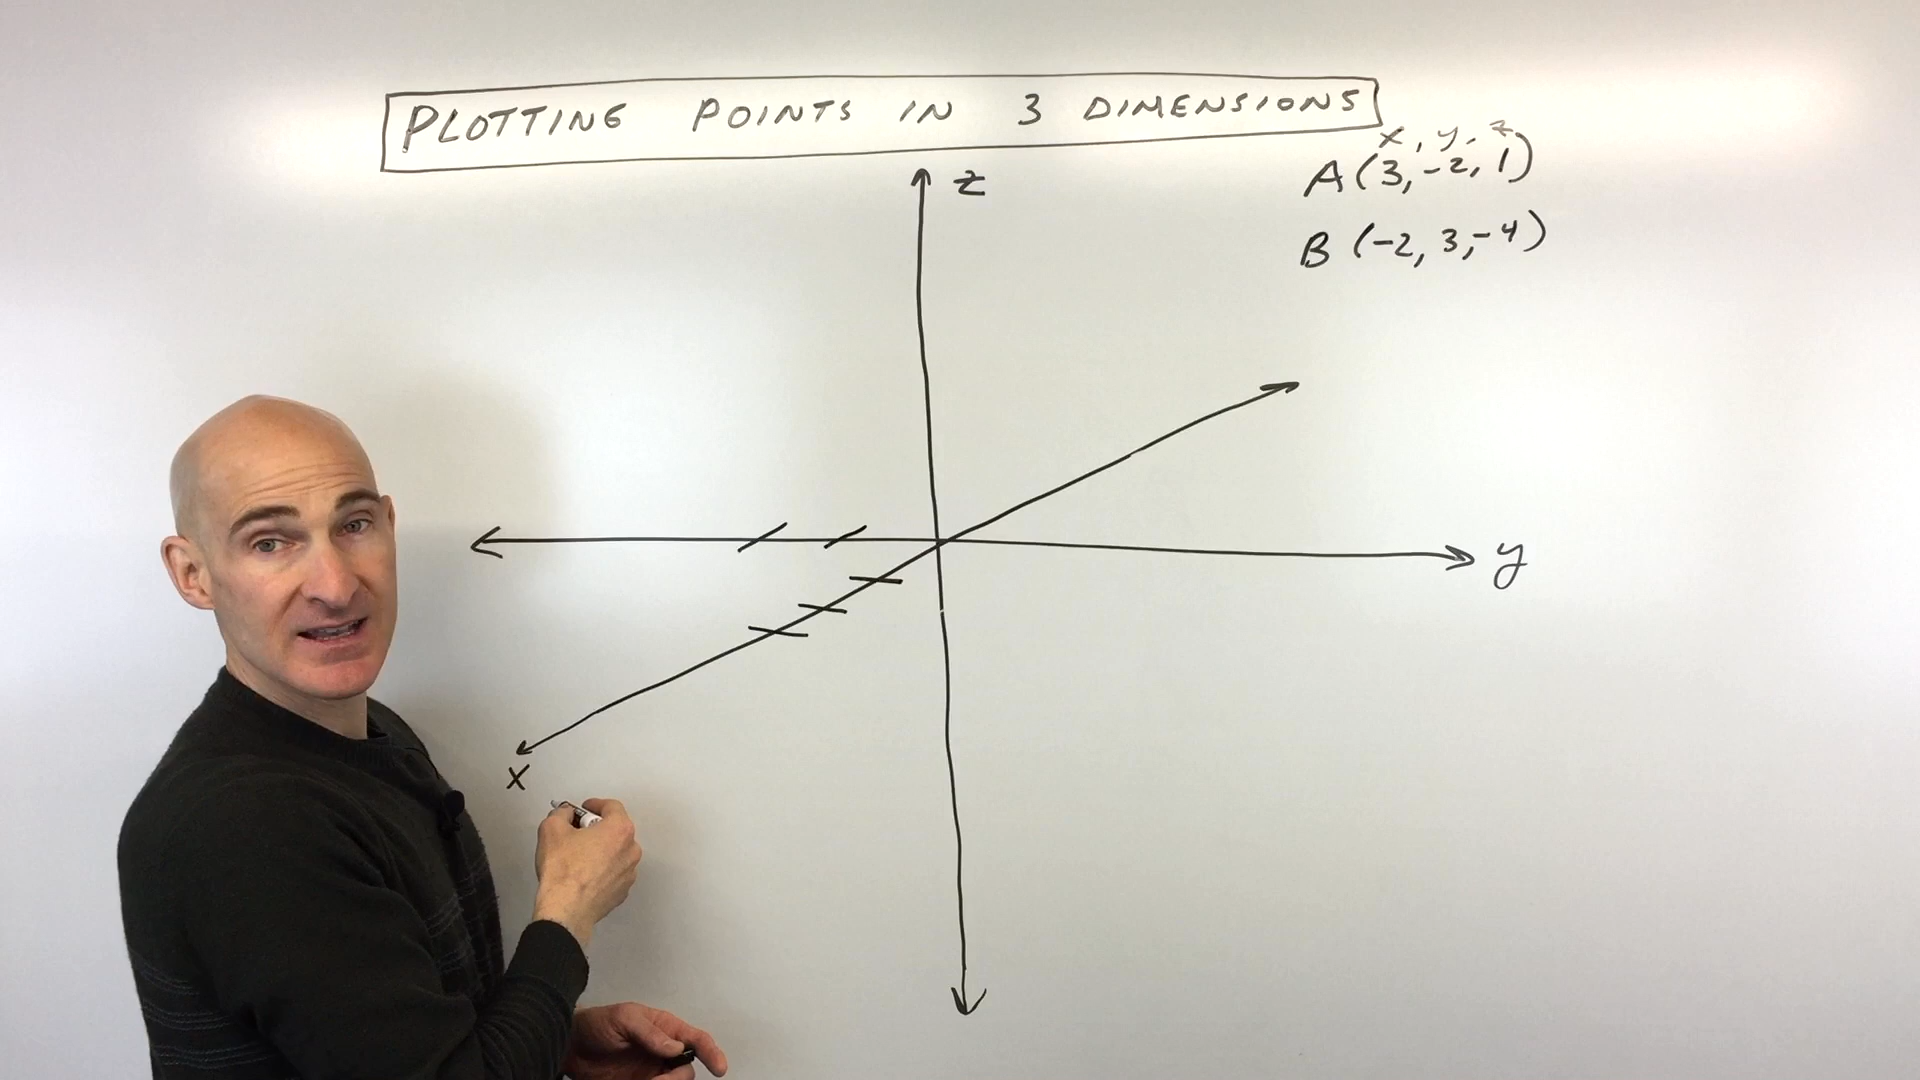 PLOTTING POINTS IN 3 DIMENSIONS
x, y, z
A(3,-2, 1)
B (-2, 3,-4)
z
y
x